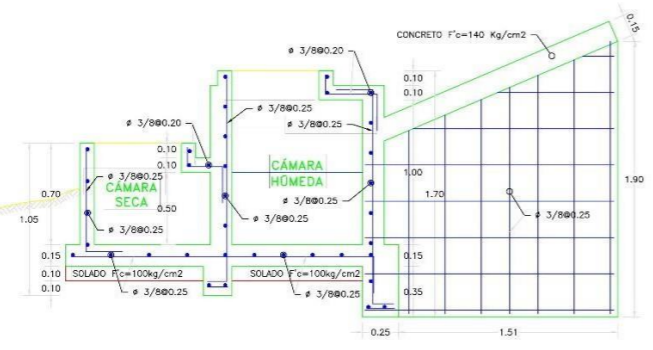 0.15
CONCRETO F'c=140 Kg/cm2
ø 3/8@0.20
0.10
0.10
ø 3/8@0.25
ø 3/8@0.20
ø 3/8@0.25
0.10
0.10
ø 3/8@0.25
CÁMARA
HÚMEDA
CÁMARA
SECA
0.70
1.00
1.70
1.90
0.50
1.05
ø 3/8@0.25
ø 3/8@0.25
ø 3/8@0.25
0.15
0.15
0.10
SOLADO F'c=100kg/cm2
SOLADO F'c=100kg/cm2
0.10
ø 3/8@0.25
ø 3/8@0.25
0.35
0.25
1.51